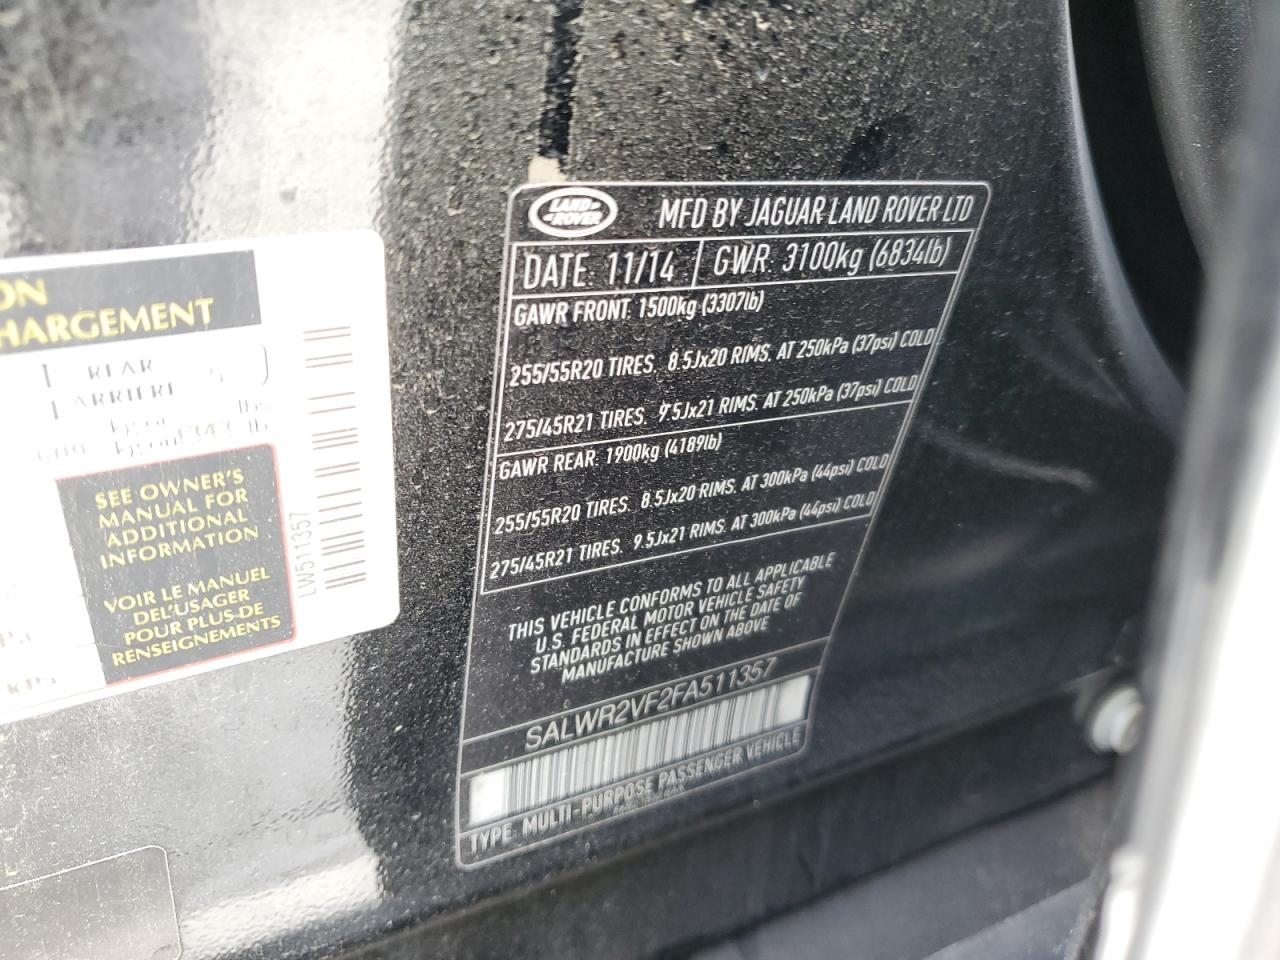 ON
HARGEMENT
REAR
ARRIERE 5
lbs
SEE OWNER'S
MANUAL FOR
ADDITIONAL
INFORMATION
VOIR LE MANUEL
DEL'USAGER
POUR PLUS DE
RENSEIGNEMENTS
LW511357
LAND-
-ROVER
MFD BY JAGUAR LAND ROVER LTD
DATE: 11/14 GWR: 3100kg (6834lb)
GAWR FRONT: 1500kg (3307lb)
255/55R20 TIRES. 8.5Jx20 RIMS. AT 250kPa (37psi) COLD
275/45R21 TIRES. 9.5Jx21 RIMS. AT 250kPa (37psi) COLD
GAWR REAR: 1900kg (4189lb)
255/55R20 TIRES. 8.5Jx20 RIMS. AT 300kPa (44psi) COLD
275/45R21 TIRES. 9.5Jx21 RIMS. AT 300kPa (44psi) COLD
THIS VEHICLE CONFORMS TO ALL APPLICABLE
U.S. FEDERAL MOTOR VEHICLE SAFETY
STANDARDS IN EFFECT ON THE DATE OF
MANUFACTURE SHOWN ABOVE
SALWR2VF2FA511357
TYPE: MULTI-PURPOSE PASSENGER VEHICLE